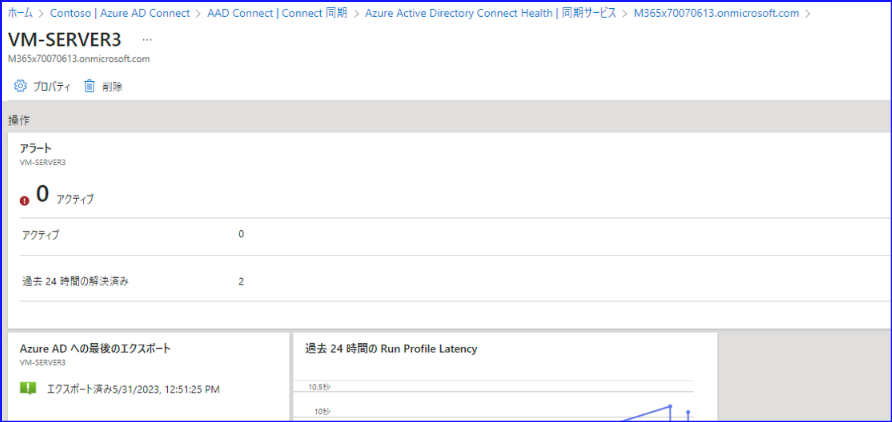 ホーム > Contoso | Azure AD Connect > AAD Connect | Connect 同期 > Azure Active Directory Connect Health | 同期サービス > M365x70070613.onmicrosoft.com >
VM-SERVER3 ...
M365x70070613.onmicrosoft.com
プロパティ 削除
操作
アラート
VM-SERVER3
0 アクティブ
アクティブ 0
過去 24 時間の解決済み 2
Azure AD への最後のエクスポート
VM-SERVER3
エクスポート済み5/31/2023, 12:51:25 PM
過去 24 時間の Run Profile Latency
10.5秒
10秒